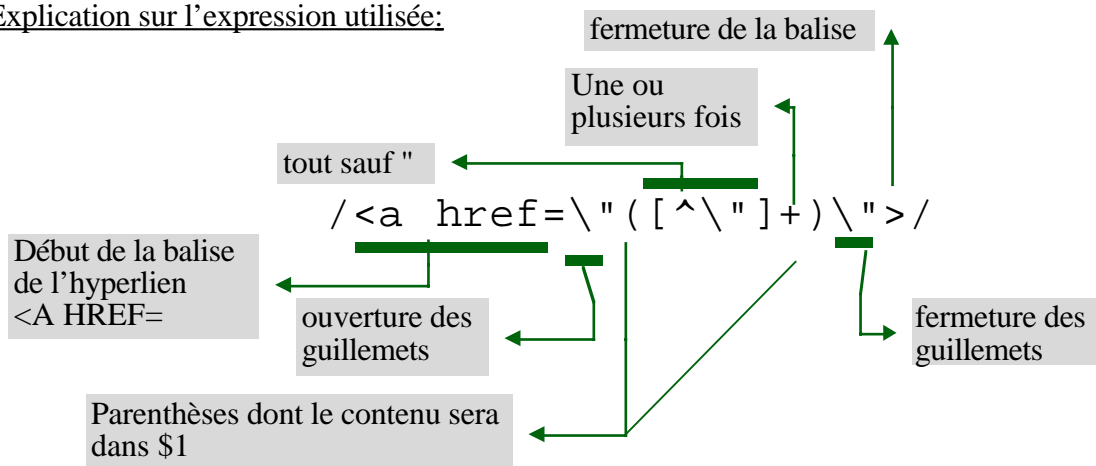 Explication sur l’expression utilisée:
fermeture de la balise
Une ou
plusieurs fois
tout sauf "
/<a href=\"([^\"]+)\">/
Début de la balise
de l’hyperlien
<A HREF=
ouverture des
guillemets
fermeture des
guillemets
Parenthèses dont le contenu sera
dans $1